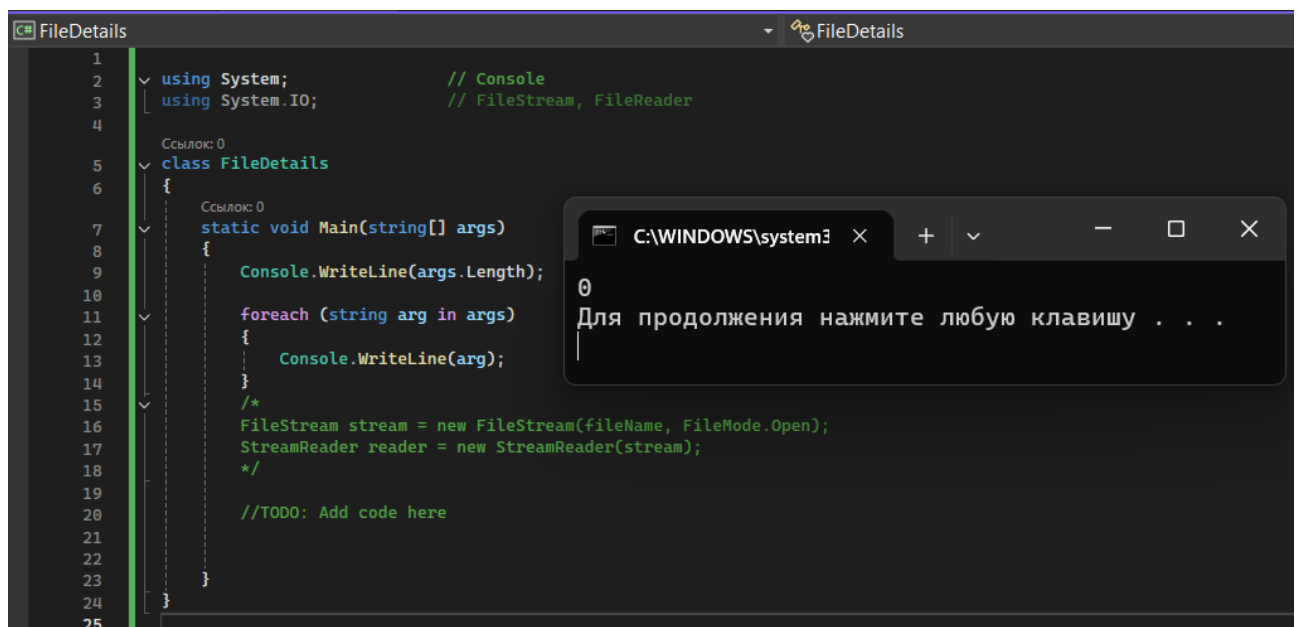 C# FileDetails FileDetails
1
2 using System; // Console
3 using System.IO; // FileStream, FileReader
4
Ссылок: 0
5 class FileDetails
6 {
Ссылок: 0
7 static void Main(string[] args)
8 {
9 Console.WriteLine(args.Length);
10
11 foreach (string arg in args)
12 {
13 Console.WriteLine(arg);
14 }
15 /*
16 FileStream stream = new FileStream(fileName, FileMode.Open);
17 StreamReader reader = new StreamReader(stream);
18 */
19
20 //TODO: Add code here
21
22
23 }
24 }
25
C:\WINDOWS\system3
0
Для продолжения нажмите любую клавишу . . .